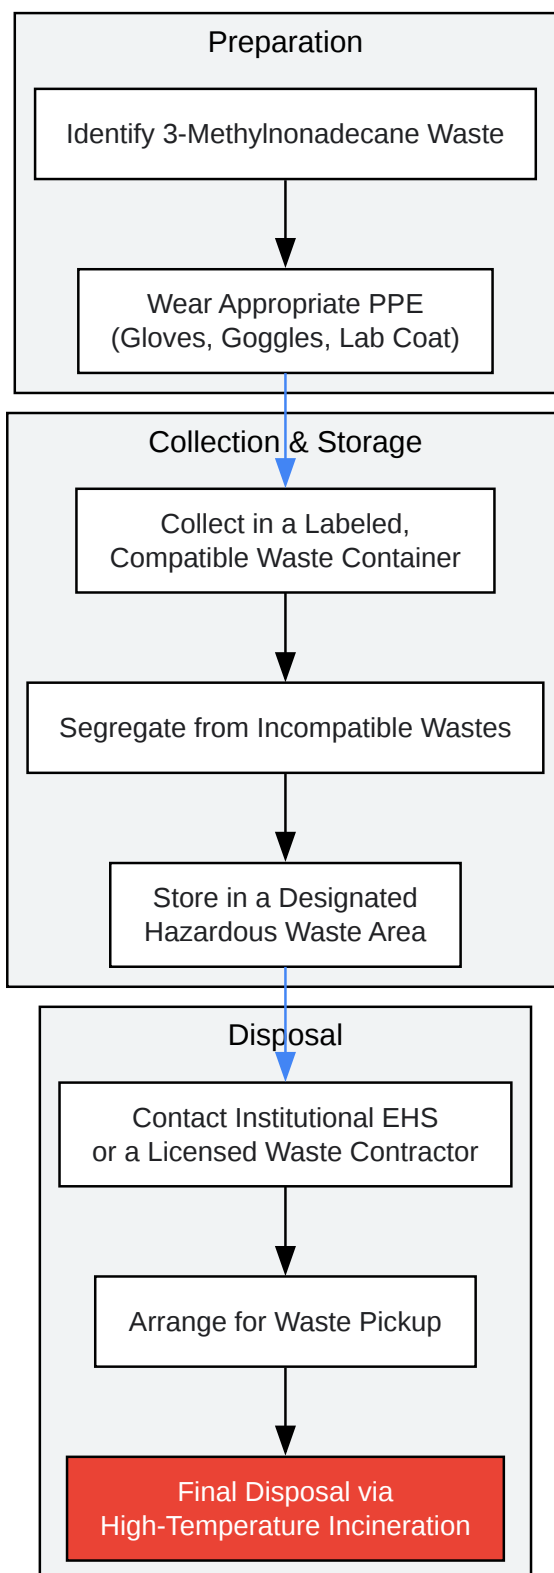 Preparation
Identify 3-Methylnonadecane Waste
Wear Appropriate PPE
(Gloves, Goggles, Lab Coat)
Collection & Storage
Collect in a Labeled,
Compatible Waste Container
Segregate from Incompatible Wastes
Store in a Designated
Hazardous Waste Area
Disposal
Contact Institutional EHS
or a Licensed Waste Contractor
Arrange for Waste Pickup
Final Disposal via
High-Temperature Incineration